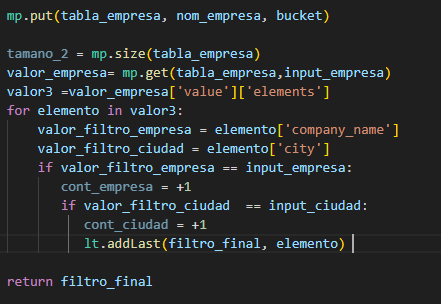 mp.put(tabla_empresa, nom_empresa, bucket)
tamano_2 = mp.size(tabla_empresa)
valor_empresa= mp.get(tabla_empresa,input_empresa)
valor3 =valor_empresa['value']['elements']
for elemento in valor3:
    valor_filtro_empresa = elemento['company_name']
    valor_filtro_ciudad = elemento['city']
    if valor_filtro_empresa == input_empresa:
       cont_empresa = +1
       if valor_filtro_ciudad  == input_ciudad:
          cont_ciudad = +1
          lt.addLast(filtro_final, elemento)
return filtro_final